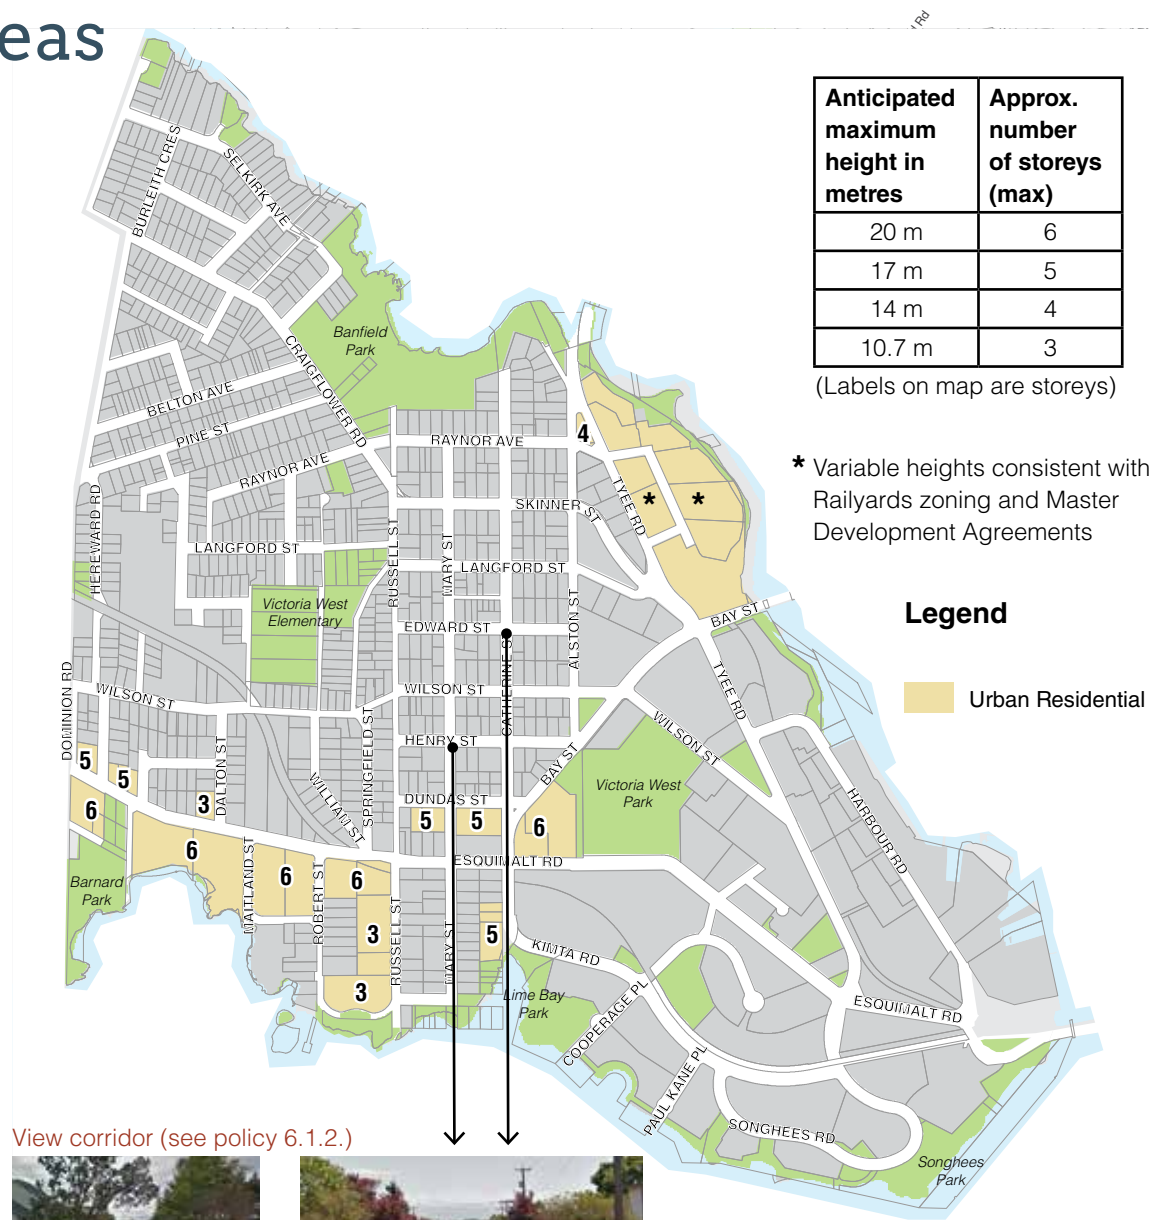 eas
Anticipated maximum height in metres
Approx. number of storeys (max)
20 m 6
17 m 5
14 m 4
10.7 m 3
(Labels on map are storeys)
* Variable heights consistent with
Railyards zoning and Master
Development Agreements
Legend
Urban Residential
Rd
BURLEITH CRES
SELKIRK AVE
Banfield
Park
CRAIGFLOWER RD
BELTON AVE
PINE ST
RAYNOR AVE
RAYNOR AVE
4
TYEE RD
*
*
SKINNER ST
HEREWARD RD
LANGFORD ST
RUSSELL ST
MARY ST
LANGFORD ST
Victoria West
Elementary
EDWARD ST
CATHERINE ST
ALSTON ST
BAY ST
DOMINION RD
WILSON ST
WILSON ST
WILSON ST
TYEE RD
HENRY ST
BAY ST
SPRINGFIELD ST
WILLIAM ST
DALTON ST
5
5
6
3
DUNDAS ST
5
5
6
Victoria West
Park
HARBOUR RD
6
MAITLAND ST
6
ROBERT ST
6
ESQUIMALT RD
Barnard
Park
3
RUSSELL ST
MARY ST
5
KIMTA RD
3
Lime Bay
Park
COOPERAGE PL
ESQUIMALT RD
PAUL KANE PL
SONGHEES RD
Songhees
Park
View corridor (see policy 6.1.2.)